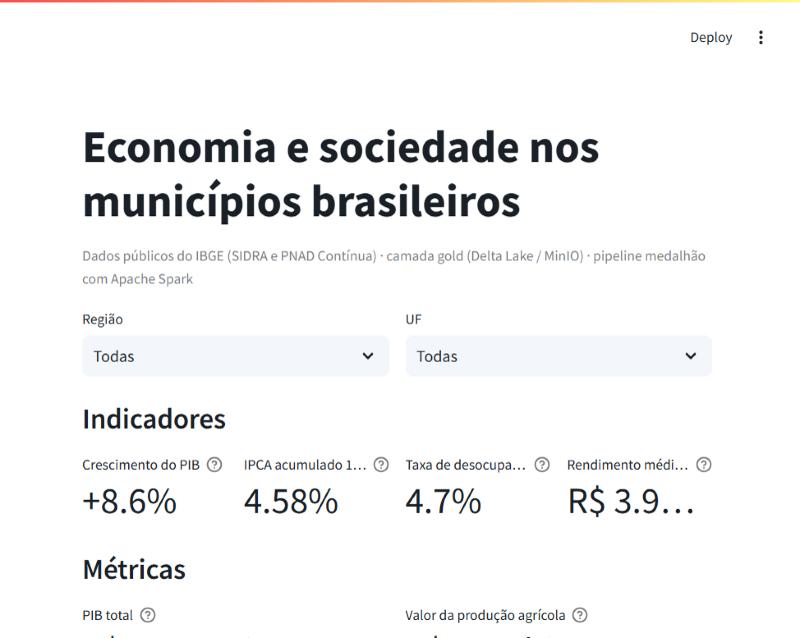 Deploy
Economia e sociedade nos
municípios brasileiros
Dados públicos do IBGE (SIDRA e PNAD Contínua) · camada gold (Delta Lake / MinIO) · pipeline medalhão
com Apache Spark
Região UF
Todas Todas
Indicadores
Crescimento do PIB IPCA acumulado 1… Taxa de desocupa… Rendimento médi…
+8.6% 4.58% 4.7% R$ 3.9…
Métricas
PIB total Valor da produção agrícola